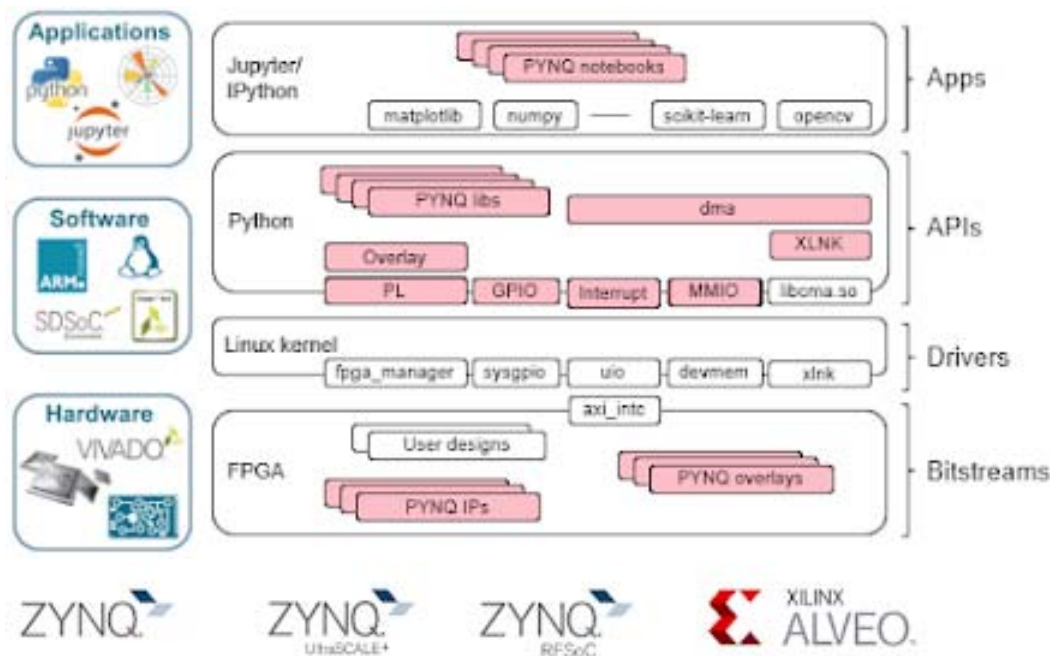 Applications
python
jupyter
Jupyter/
IPython
PYNQ notebooks
matplotlib
numpy
scikit-learn
opencv
Apps
Software
ARM
SDSoC
Python
PYNQ libs
dma
XLNK
Overlay
PL
GPIO
Interrupt
MMIO
libcma.so
APIs
Linux kernel
fpga_manager
sysgpio
uio
devmem
xlnk
Drivers
Hardware
VIVADO
axi_intc
FPGA
User designs
PYNQ overlays
PYNQ IPs
Bitstreams
ZYNQ
ZYNQ
UltraSCALE+
ZYNQ
RFSoC
XILINX
ALVEO